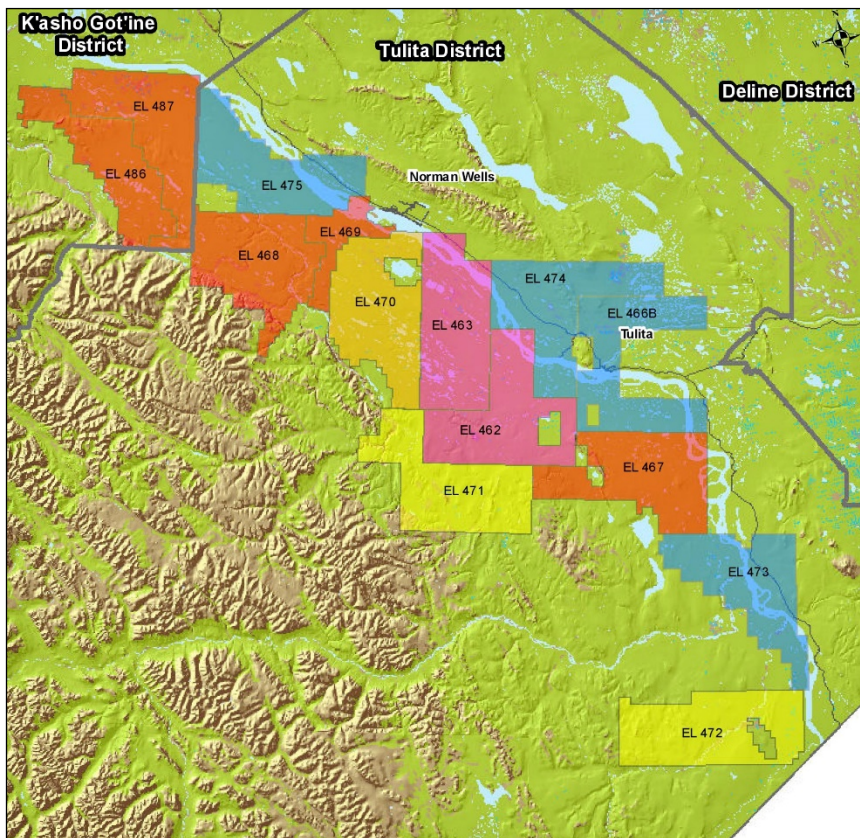 K'asho Got'ine
District
Tulita District
Deline District
N
W
E
S
EL 487
EL 486
EL 475
Norman Wells
EL 469
EL 468
EL 474
EL 470
EL 466B
EL 463
Tulita
EL 462
EL 467
EL 471
EL 473
EL 472